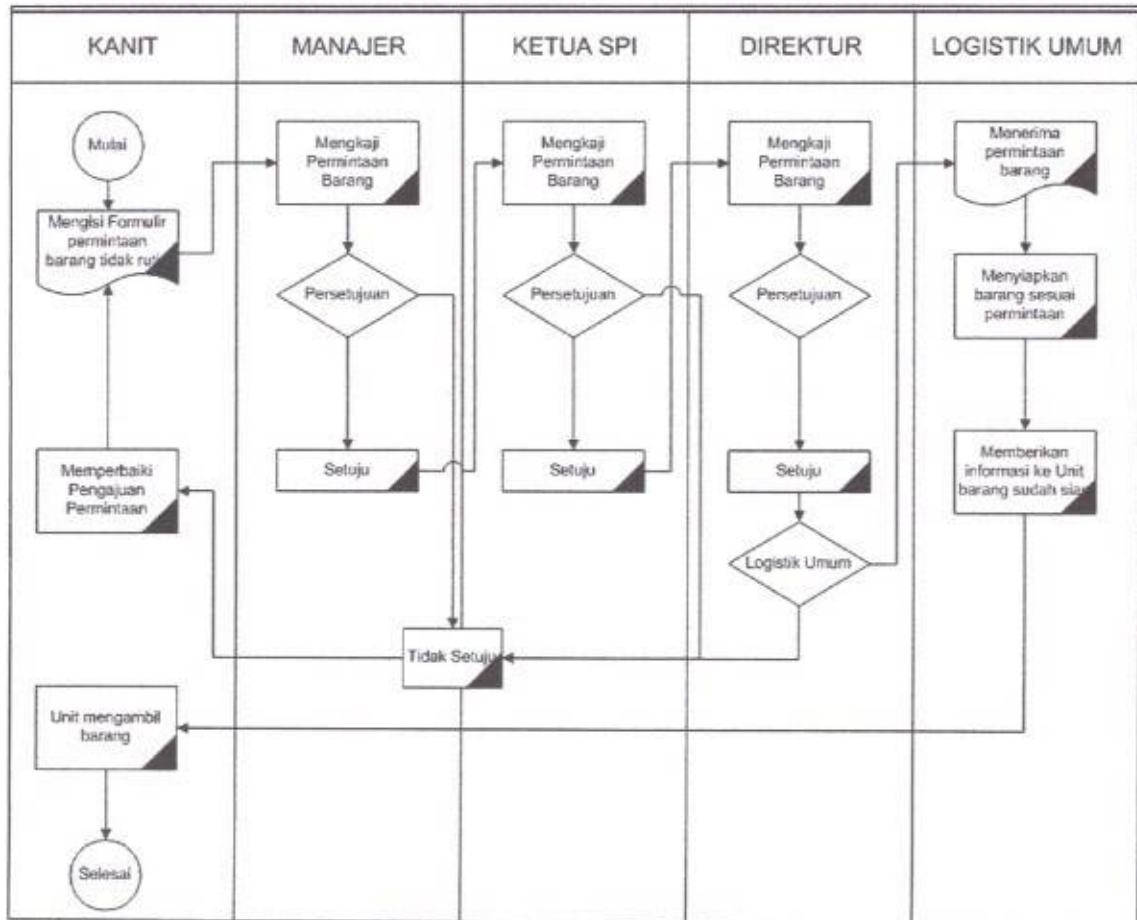 KANIT
MANAJER
KETUA SPI
DIREKTUR
LOGISTIK UMUM
Mulai
Mengisi Formulir
permintaan
barang tidak
Memperbaiki
Pengajuan
Permintaan
Unit mengambil
barang
Selesai
Mengkaji
Permintaan
Barang
Persetujuan
Setuju
Tidak Setuju
Mengkaji
Permintaan
Barang
Persetujuan
Setuju
Mengkaji
Permintaan
Barang
Persetujuan
Setuju
Logistik Umum
Menerima
permintaan
barang
Menyiapkan
barang sesuai
permintaan
Memberikan
informasi ke Unit
barang sudah